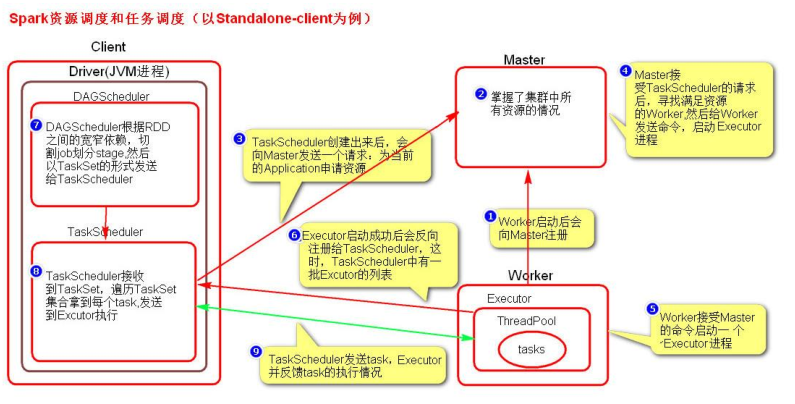 Spark资源调度和任务调度（以Standalone-client为例）
Client
Driver(JVM进程)
DAGScheduler
7
DAGScheduler根据RDD
之间的宽窄依赖，切
割job划分stage,然后
以TaskSet的形式发送
给TaskScheduler
TaskScheduler
8
TaskScheduler接收
到TaskSet，遍历TaskSet
集合拿到每个task,发送
到Excutor执行
3
TaskScheduler创建出来后，会
向Master发送一个请求：为当前
的Application申请资源
Master
2
掌握了集群中所
有资源的情况
4
Master接
受TaskScheduler的请求
后，寻找满足资源
的Worker,然后给Worker
发送命令，启动Executor
进程
1
Worker启动后会
向Master注册
6
Executor启动成功后会反向
注册给TaskScheduler，这
时，TaskScheduler中有一
批Excutor的列表
Worker
Executor
ThreadPool
tasks
5
Worker接受Master
的命令启动一 个
Executor进程
9
TaskScheduler发送task，Executor
并反馈task的执行情况